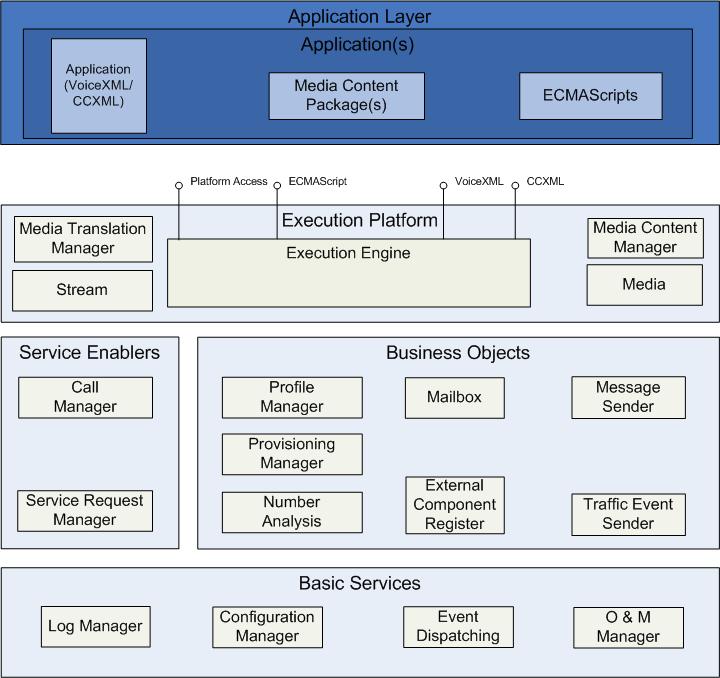 Application Layer
Application(s)
Application
(VoiceXML/
CCXML)
Media Content
Package(s)
ECMAScripts
Platform Access
ECMAScript
VoiceXML
CCXML
Execution Platform
Media Translation
Manager
Stream
Execution Engine
Media Content
Manager
Media
Service Enablers
Call
Manager
Service Request
Manager
Business Objects
Profile
Manager
Mailbox
Message
Sender
Provisioning
Manager
Number
Analysis
External
Component
Register
Traffic Event
Sender
Basic Services
Log Manager
Configuration
Manager
Event
Dispatching
O & M
Manager